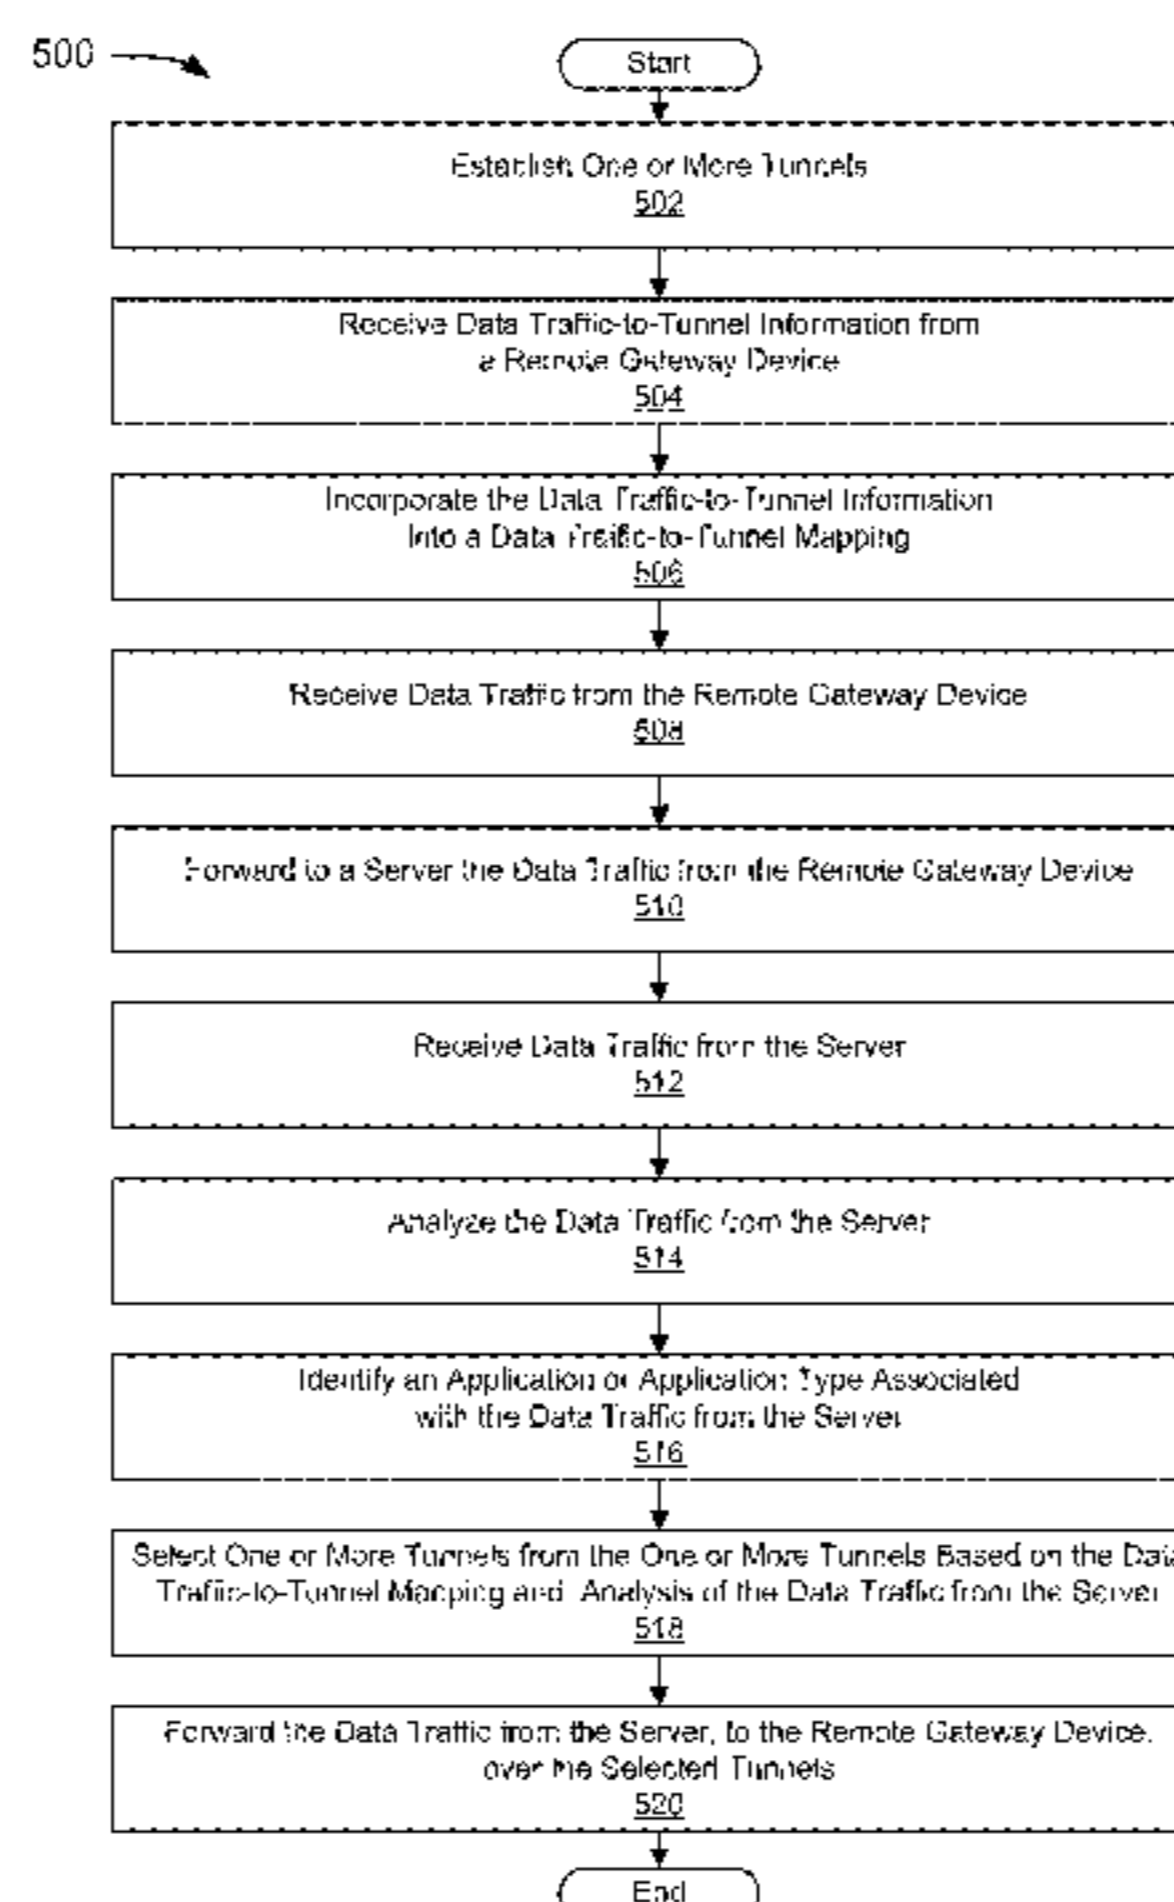 500
Start
Establish One or More Tunnels
502
Receive Data Traffic-to-Tunnel Information from
a Remote Gateway Device
504
Incorporate the Data Traffic-to-Tunnel Information
Into a Data Traffic-to-Tunnel Mapping
506
Receive Data Traffic from the Remote Gateway Device
508
Forward to a Server the Data Traffic from the Remote Gateway Device
510
Receive Data Traffic from the Server
512
Analyze the Data Traffic from the Server
514
Identify an Application or Application Type Associated
with the Data Traffic from the Server
516
Select One or More Tunnels from the One or More Tunnels Based on the Data
Traffic-to-Tunnel Mapping and Analysis of the Data Traffic from the Server
518
Forward the Data Traffic from the Server, to the Remote Gateway Device,
over the Selected Tunnels
520
End